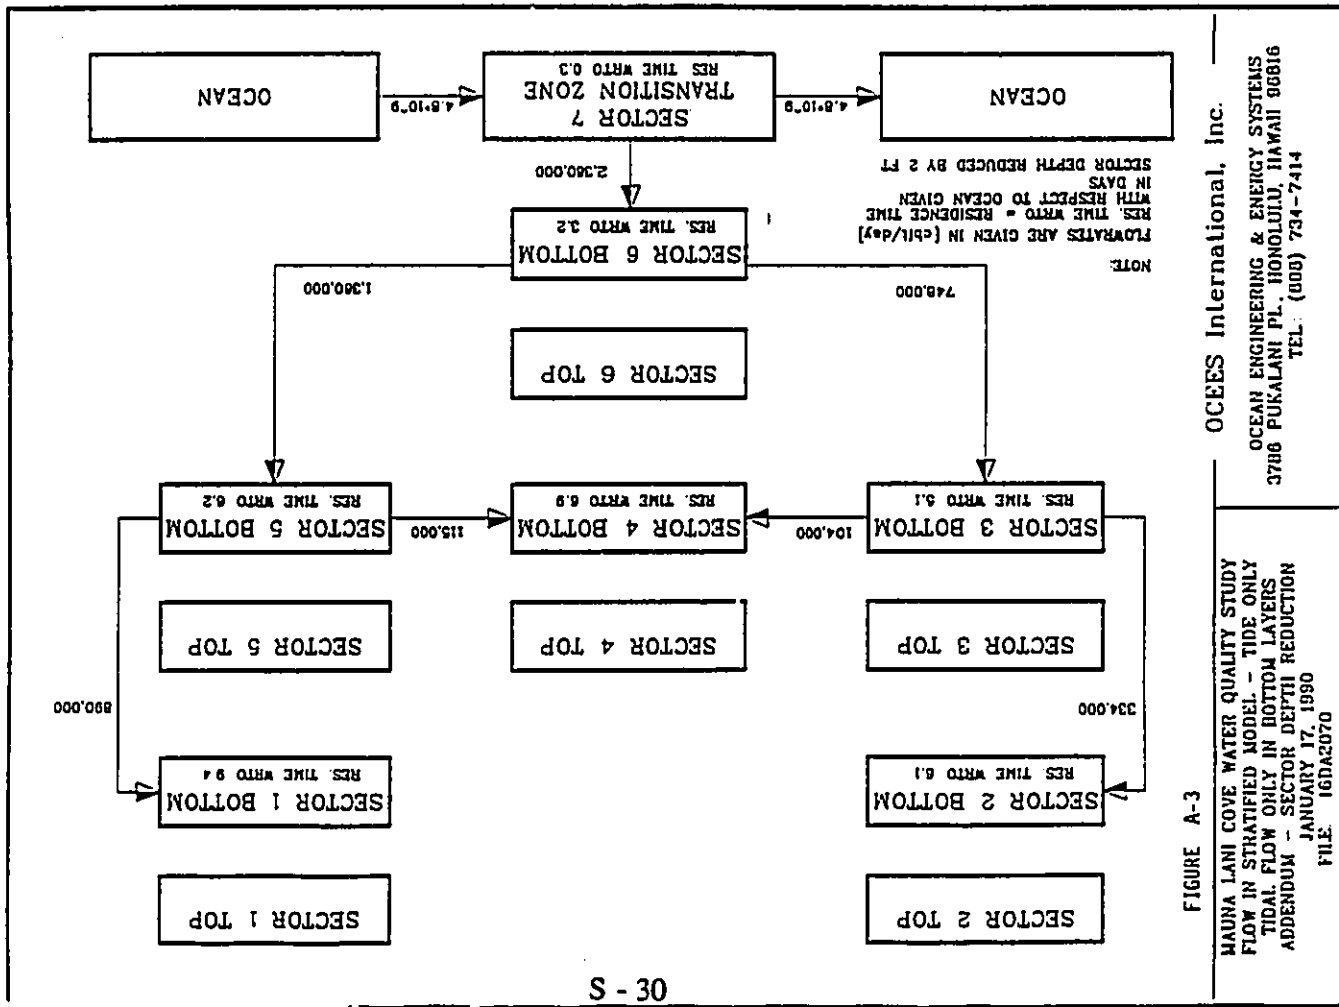 SECTOR 2 TOP
SECTOR 1 TOP
SECTOR 2 BOTTOM
RES. TIME WRTO 6.1
SECTOR 1 BOTTOM
RES. TIME WRTO 9.4
334,000
890,000
SECTOR 3 TOP
SECTOR 4 TOP
SECTOR 5 TOP
SECTOR 3 BOTTOM
RES. TIME WRTO 5.1
104,000
SECTOR 4 BOTTOM
RES. TIME WRTO 6.9
115,000
SECTOR 5 BOTTOM
RES. TIME WRTO 6.2
SECTOR 6 TOP
748,000
SECTOR 6 BOTTOM
RES. TIME WRTO 3.2
1,360,000
NOTE:
FLOWRATES ARE GIVEN IN [cbft/day]
RES. TIME WRTO = RESIDENCE TIME
WITH RESPECT TO OCEAN GIVEN
IN DAYS
SECTOR DEPTH REDUCED BY 2 FT
2,360,000
OCEAN
4.8*10^9
SECTOR 7
TRANSITION ZONE
RES. TIME WRTO 0.3
4.8*10^9
OCEAN
FIGURE A-3
MAUNA LANI COVE WATER QUALITY STUDY
FLOW IN STRATIFIED MODEL - TIDE ONLY
TIDAL FLOW ONLY IN BOTTOM LAYERS
ADDENDUM - SECTOR DEPTH REDUCTION
JANUARY 17, 1990
FILE: 16DA2070
OCEES International, Inc.
OCEAN ENGINEERING & ENERGY SYSTEMS
3786 PUKALANI PL., HONOLULU, HAWAII 96816
TEL.: (808) 734-7414
S - 30